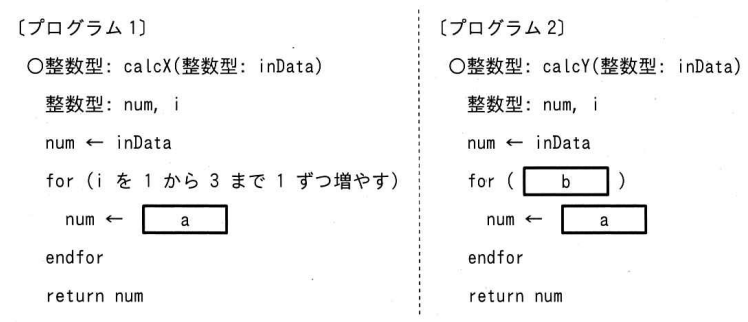 〔プログラム 1〕
〇整数型: calcX(整数型: inData)
整数型: num, i
num ← inData
for (i を 1 から 3 まで 1 ずつ増やす)
num ← a
endfor
return num
〔プログラム 2〕
〇整数型: calcY(整数型: inData)
整数型: num, i
num ← inData
for ( b )
num ← a
endfor
return num